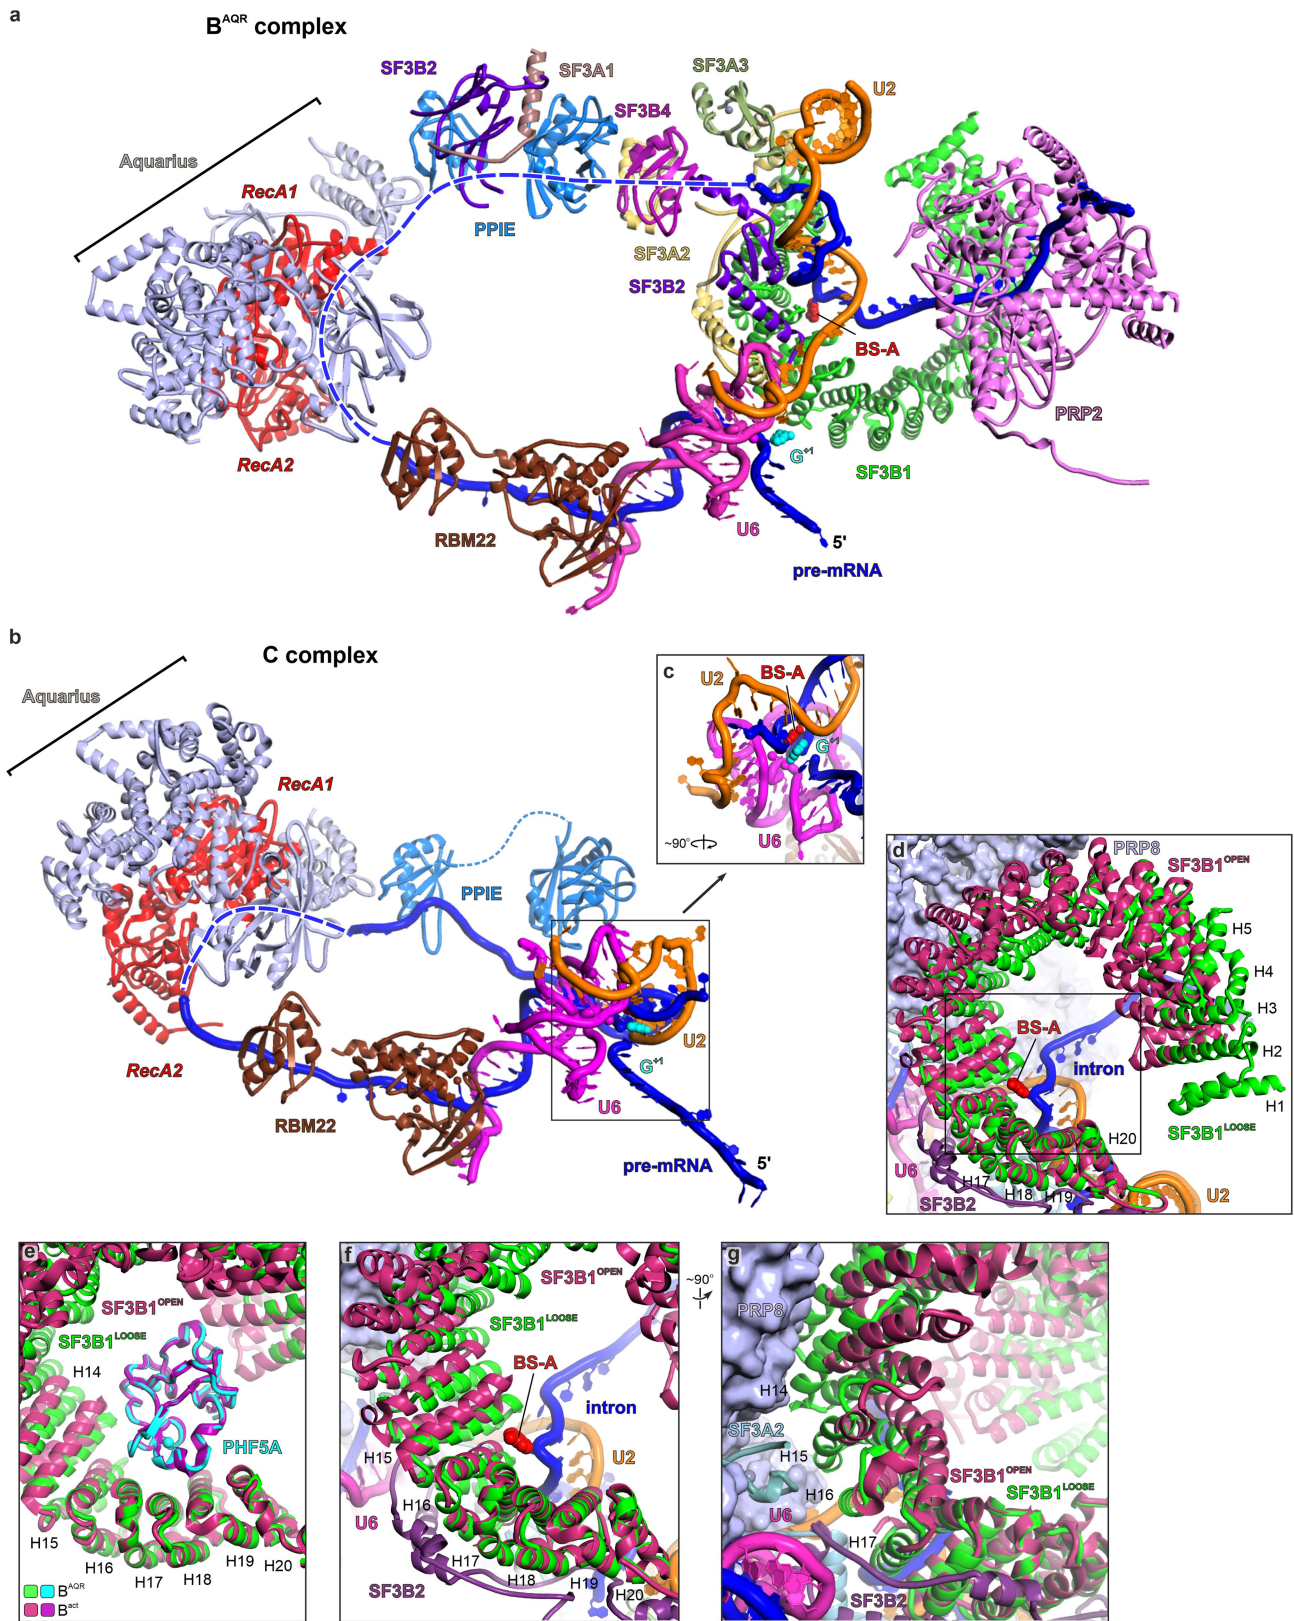 a
B^AQR complex
SF3B2
SF3A1
SF3A3
U2
SF3B4
Aquarius
RecA1
PPIE
SF3A2
SF3B2
BS-A
PRP2
RecA2
G+1
SF3B1
U6
RBM22
5'
pre-mRNA
b
C complex
Aquarius
c
U2
BS-A
G+1
U6
~90°
RecA1
PPIE
RecA2
RBM22
U2
G+1
U6
pre-mRNA
5'
d
PRP8
SF3B1^OPEN
H5
H4
H3
BS-A
H2
intron
H1
SF3B1^LOOSE
H20
U6
H17
H18
H19
SF3B2
U2
e
SF3B1^OPEN
SF3B1^LOOSE
H14
PHF5A
H15
H16
H17
H18
H19
H20
B^AQR
B^act
f
SF3B1^OPEN
SF3B1^LOOSE
BS-A
intron
U2
H15
H16
U6
H17
H18
H19
H20
SF3B2
~90°
g
PRP8
H14
SF3A2
H15
H16
SF3B1^OPEN
SF3B1^LOOSE
U6
H17
SF3B2